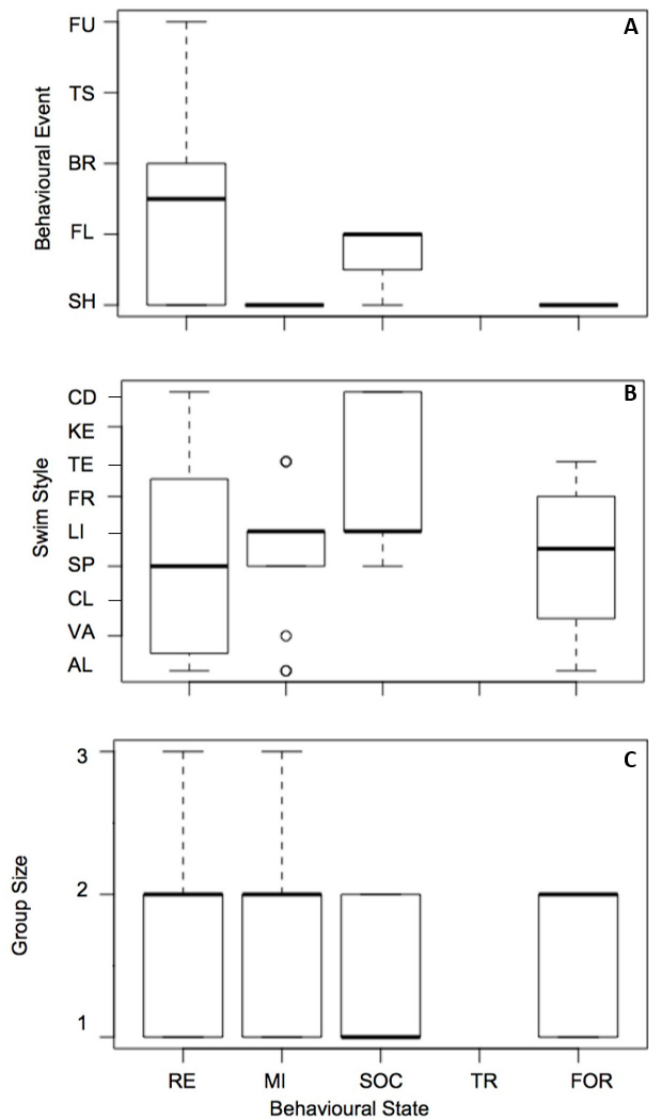 A
Behavioural Event
FU
TS
BR
FL
SH
B
Swim Style
CD
KE
TE
FR
LI
SP
CL
VA
AL
C
Group Size
3
2
1
RE MI SOC TR FOR
Behavioural State